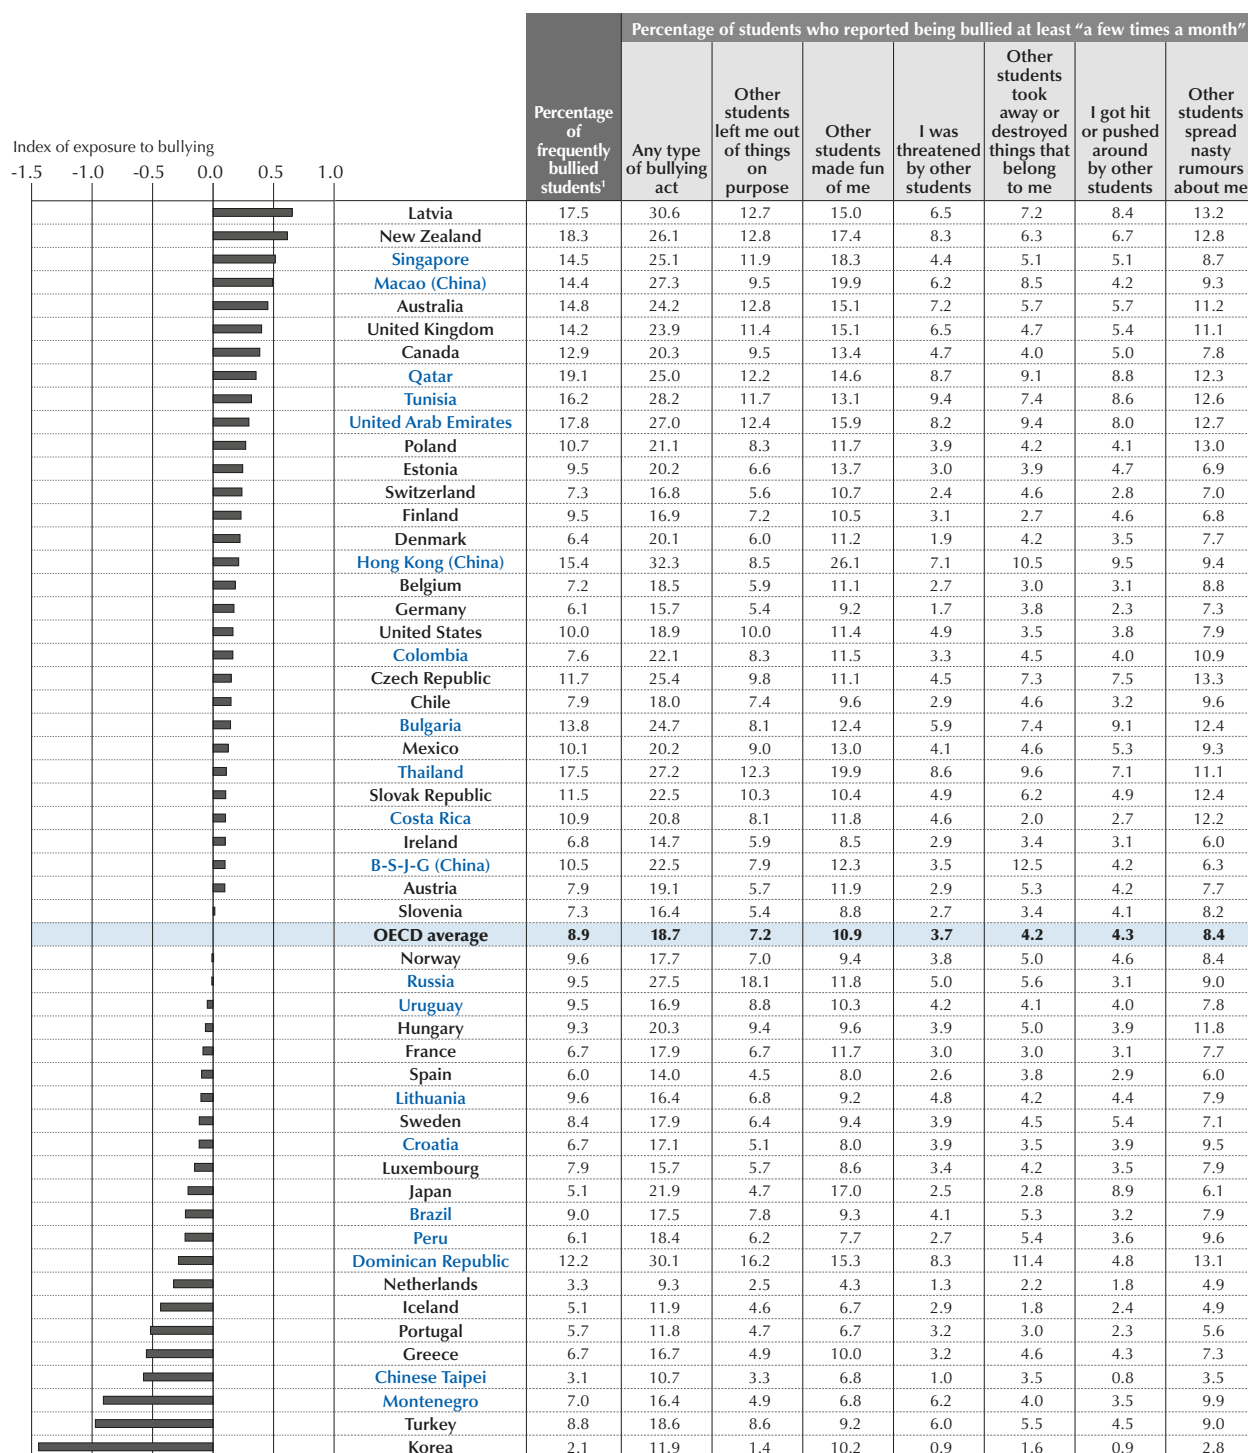 Percentage of students who reported being bullied at least “a few times a month”
Index of exposure to bullying
-1.5 -1.0 -0.5 0.0 0.5 1.0
Percentage of frequently bullied students¹
Any type of bullying act
Other students left me out of things on purpose
Other students made fun of me
I was threatened by other students
Other students took away or destroyed things that belong to me
I got hit or pushed around by other students
Other students spread nasty rumours about me
Latvia 17.5 30.6 12.7 15.0 6.5 7.2 8.4 13.2
New Zealand 18.3 26.1 12.8 17.4 8.3 6.3 6.7 12.8
Singapore 14.5 25.1 11.9 18.3 4.4 5.1 5.1 8.7
Macao (China) 14.4 27.3 9.5 19.9 6.2 8.5 4.2 9.3
Australia 14.8 24.2 12.8 15.1 7.2 5.7 5.7 11.2
United Kingdom 14.2 23.9 11.4 15.1 6.5 4.7 5.4 11.1
Canada 12.9 20.3 9.5 13.4 4.7 4.0 5.0 7.8
Qatar 19.1 25.0 12.2 14.6 8.7 9.1 8.8 12.3
Tunisia 16.2 28.2 11.7 13.1 9.4 7.4 8.6 12.6
United Arab Emirates 17.8 27.0 12.4 15.9 8.2 9.4 8.0 12.7
Poland 10.7 21.1 8.3 11.7 3.9 4.2 4.1 13.0
Estonia 9.5 20.2 6.6 13.7 3.0 3.9 4.7 6.9
Switzerland 7.3 16.8 5.6 10.7 2.4 4.6 2.8 7.0
Finland 9.5 16.9 7.2 10.5 3.1 2.7 4.6 6.8
Denmark 6.4 20.1 6.0 11.2 1.9 4.2 3.5 7.7
Hong Kong (China) 15.4 32.3 8.5 26.1 7.1 10.5 9.5 9.4
Belgium 7.2 18.5 5.9 11.1 2.7 3.0 3.1 8.8
Germany 6.1 15.7 5.4 9.2 1.7 3.8 2.3 7.3
United States 10.0 18.9 10.0 11.4 4.9 3.5 3.8 7.9
Colombia 7.6 22.1 8.3 11.5 3.3 4.5 4.0 10.9
Czech Republic 11.7 25.4 9.8 11.1 4.5 7.3 7.5 13.3
Chile 7.9 18.0 7.4 9.6 2.9 4.6 3.2 9.6
Bulgaria 13.8 24.7 8.1 12.4 5.9 7.4 9.1 12.4
Mexico 10.1 20.2 9.0 13.0 4.1 4.6 5.3 9.3
Thailand 17.5 27.2 12.3 19.9 8.6 9.6 7.1 11.1
Slovak Republic 11.5 22.5 10.3 10.4 4.9 6.2 4.9 12.4
Costa Rica 10.9 20.8 8.1 11.8 4.6 2.0 2.7 12.2
Ireland 6.8 14.7 5.9 8.5 2.9 3.4 3.1 6.0
B-S-J-G (China) 10.5 22.5 7.9 12.3 3.5 12.5 4.2 6.3
Austria 7.9 19.1 5.7 11.9 2.9 5.3 4.2 7.7
Slovenia 7.3 16.4 5.4 8.8 2.7 3.4 4.1 8.2
OECD average 8.9 18.7 7.2 10.9 3.7 4.2 4.3 8.4
Norway 9.6 17.7 7.0 9.4 3.8 5.0 4.6 8.4
Russia 9.5 27.5 18.1 11.8 5.0 5.6 3.1 9.0
Uruguay 9.5 16.9 8.8 10.3 4.2 4.1 4.0 7.8
Hungary 9.3 20.3 9.4 9.6 3.9 5.0 3.9 11.8
France 6.7 17.9 6.7 11.7 3.0 3.0 3.1 7.7
Spain 6.0 14.0 4.5 8.0 2.6 3.8 2.9 6.0
Lithuania 9.6 16.4 6.8 9.2 4.8 4.2 4.4 7.9
Sweden 8.4 17.9 6.4 9.4 3.9 4.5 5.4 7.1
Croatia 6.7 17.1 5.1 8.0 3.9 3.5 3.9 9.5
Luxembourg 7.9 15.7 5.7 8.6 3.4 4.2 3.5 7.9
Japan 5.1 21.9 4.7 17.0 2.5 2.8 8.9 6.1
Brazil 9.0 17.5 7.8 9.3 4.1 5.3 3.2 7.9
Peru 6.1 18.4 6.2 7.7 2.7 5.4 3.6 9.6
Dominican Republic 12.2 30.1 16.2 15.3 8.3 11.4 4.8 13.1
Netherlands 3.3 9.3 2.5 4.3 1.3 2.2 1.8 4.9
Iceland 5.1 11.9 4.6 6.7 2.9 1.8 2.4 4.9
Portugal 5.7 11.8 4.7 6.7 3.2 3.0 2.3 5.6
Greece 6.7 16.7 4.9 10.0 3.2 4.6 4.3 7.3
Chinese Taipei 3.1 10.7 3.3 6.8 1.0 3.5 0.8 3.5
Montenegro 7.0 16.4 4.9 6.8 6.2 4.0 3.5 9.9
Turkey 8.8 18.6 8.6 9.2 6.0 5.5 4.5 9.0
Korea 2.1 11.9 1.4 10.2 0.9 1.6 0.9 2.8